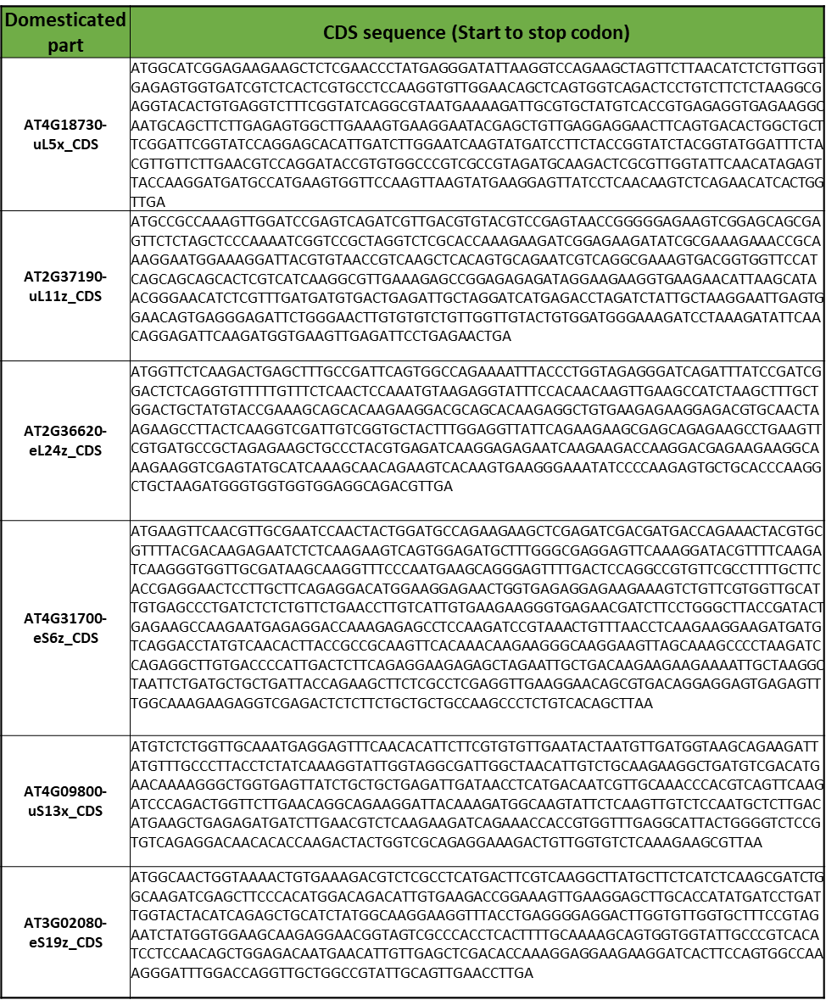 Domesticated
part
CDS sequence (Start to stop codon)
AT4G18730-
uL5x_CDS
ATGGCATCGGAGAAGAAGCTCTCGAACCCTATGAGGGATATTAAGGTCCAGAAGCTAGTTCTTAACATCTCTGTTGGT
GAGAGTGGTGATCGTCTCACTCGTGCCTCCAAGGTGTTGGAACAGCTCAGTGGTCAGACTCCTGTCTTCTCTAAGGCG
AGGTACACTGTGAGGTCTTTCGGTATCAGGCGTAATGAAAAGATTGCGTGCTATGTCACCGTGAGAGGTGAGAAGGC
AATGCAGCTTCTTGAGAGTGGCTTGAAAGTGAAGGAATACGAGCTGTTGAGGAGGAACTTCAGTGACACTGGCTGCT
TCGGATTCGGTATCCAGGAGCACATTGATCTTGGAATCAAGTATGATCCTTCTACCGGTATCTACGGTATGGATTTCTA
CGTTGTTCTTGAACGTCCAGGATACCGTGTGGCCCGTCGCCGTAGATGCAAGACTCGCGTTGGTATTCAACATAGAGT
TACCAAGGATGATGCCATGAAGTGGTTCCAAGTTAAGTATGAAGGAGTTATCCTCAACAAGTCTCAGAACATCACTGG
TTGA
AT2G37190-
uL11z_CDS
ATGCCGCCAAAGTTGGATCCGAGTCAGATCGTTGACGTGTACGTCCGAGTAACCGGGGGAGAAGTCGGAGCAGCGA
GTTCTCTAGCTCCCAAAATCGGTCCGCTAGGTCTCGCACCAAAGAAGATCGGAGAAGATATCGCGAAAGAAACCGCA
AAGGAATGGAAAGGATTACGTGTAACCGTCAAGCTCACAGTGCAGAATCGTCAGGCGAAAGTGACGGTGGTTCCAT
CAGCAGCAGCACTCGTCATCAAGGCGTTGAAAGAGCCGGAGAGAGATAGGAAGAAGGTGAAGAACATTAAGCATA
ACGGGAACATCTCGTTTGATGATGTGACTGAGATTGCTAGGATCATGAGACCTAGATCTATTGCTAAGGAATTGAGTG
GAACAGTGAGGGAGATTCTGGGAACTTGTGTGTCTGTTGGTTGTACTGTGGATGGGAAAGATCCTAAAGATATTCAA
CAGGAGATTCAAGATGGTGAAGTTGAGATTCCTGAGAACTGA
AT2G36620-
eL24z_CDS
ATGGTTCTCAAGACTGAGCTTTGCCGATTCAGTGGCCAGAAAATTTACCCTGGTAGAGGGATCAGATTTATCCGATCG
GACTCTCAGGTGTTTTTGTTTCTCAACTCCAAATGTAAGAGGTATTTCCACAACAAGTTGAAGCCATCTAAGCTTTGCT
GGACTGCTATGTACCGAAAGCAGCACAAGAAGGACGCAGCACAAGAGGCTGTGAAGAGAAGGAGACGTGCAACTA
AGAAGCCTTACTCAAGGTCGATTGTCGGTGCTACTTTGGAGGTTATTCAGAAGAAGCGAGCAGAGAAGCCTGAAGTT
CGTGATGCCGCTAGAGAAGCTGCCCTACGTGAGATCAAGGAGAGAATCAAGAAGACCAAGGACGAGAAGAAGGCA
AAGAAGGTCGAGTATGCATCAAAGCAACAGAAGTCACAAGTGAAGGGAAATATCCCCAAGAGTGCTGCACCCAAGG
CTGCTAAGATGGGTGGTGGTGGAGGCAGACGTTGA
AT4G31700-
eS6z_CDS
ATGAAGTTCAACGTTGCGAATCCAACTACTGGATGCCAGAAGAAGCTCGAGATCGACGATGACCAGAAACTACGTGC
GTTTTACGACAAGAGAATCTCTCAAGAAGTCAGTGGAGATGCTTTGGGCGAGGAGTTCAAAGGATACGTTTTCAAGA
TCAAGGGTGGTTGCGATAAGCAAGGTTTCCCAATGAAGCAGGGAGTTTTGACTCCAGGCCGTGTTCGCCTTTTGCTTC
ACCGAGGAACTCCTTGCTTCAGAGGACATGGAAGGAGAACTGGTGAGAGGAGAAGAAAGTCTGTTCGTGGTTGCAT
TGTGAGCCCTGATCTCTCTGTTCTGAACCTTGTCATTGTGAAGAAGGGTGAGAACGATCTTCCTGGGCTTACCGATACT
GAGAAGCCAAGAATGAGAGGACCAAAGAGAGCCTCCAAGATCCGTAAACTGTTTAACCTCAAGAAGGAAGATGATG
TCAGGACCTATGTCAACACTTACCGCCGCAAGTTCACAAACAAGAAGGGCAAGGAAGTTAGCAAAGCCCCTAAGATC
CAGAGGCTTGTGACCCCATTGACTCTTCAGAGGAAGAGAGCTAGAATTGCTGACAAGAAGAAGAAAATTGCTAAGGC
TAATTCTGATGCTGCTGATTACCAGAAGCTTCTCGCCTCGAGGTTGAAGGAACAGCGTGACAGGAGGAGTGAGAGTT
TGGCAAAGAAGAGGTCGAGACTCTCTTCTGCTGCTGCCAAGCCCTCTGTCACAGCTTAA
AT4G09800-
uS13x_CDS
ATGTCTCTGGTTGCAAATGAGGAGTTTCAACACATTCTTCGTGTGTTGAATACTAATGTTGATGGTAAGCAGAAGATT
ATGTTTGCCCTTACCTCTATCAAAGGTATTGGTAGGCGATTGGCTAACATTGTCTGCAAGAAGGCTGATGTCGACATG
AACAAAAGGGCTGGTGAGTTATCTGCTGCTGAGATTGATAACCTCATGACAATCGTTGCAAACCCACGTCAGTTCAAG
ATCCCAGACTGGTTCTTGAACAGGCAGAAGGATTACAAAGATGGCAAGTATTCTCAAGTTGTCTCCAATGCTCTTGAC
ATGAAGCTGAGAGATGATCTTGAACGTCTCAAGAAGATCAGAAACCACCGTGGTTTGAGGCATTACTGGGGTCTCCG
TGTCAGAGGACAACACACCAAGACTACTGGTCGCAGAGGAAAGACTGTTGGTGTCTCAAAGAAGCGTTAA
AT3G02080-
eS19z_CDS
ATGGCAACTGGTAAAACTGTGAAAGACGTCTCGCCTCATGACTTCGTCAAGGCTTATGCTTCTCATCTCAAGCGATCTG
GCAAGATCGAGCTTCCCACATGGACAGACATTGTGAAGACCGGAAAGTTGAAGGAGCTTGCACCATATGATCCTGAT
TGGTACTACATCAGAGCTGCATCTATGGCAAGGAAGGTTTACCTGAGGGGAGGACTTGGTGTTGGTGCTTTCCGTAG
AATCTATGGTGGAAGCAAGAGGAACGGTAGTCGCCCACCTCACTTTTGCAAAAGCAGTGGTGGTATTGCCCGTCACA
TCCTCCAACAGCTGGAGACAATGAACATTGTTGAGCTCGACACCAAAGGAGGAAGAAGGATCACTTCCAGTGGCCAA
AGGGATTTGGACCAGGTTGCTGGCCGTATTGCAGTTGAACCTTGA